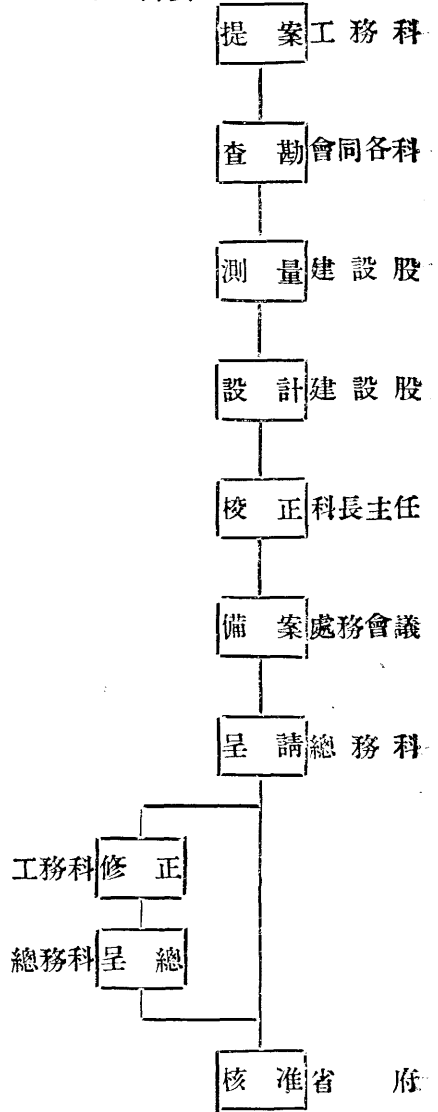 提案工務科
查勘會同各科
測量建設股
設計建設股
校正科長主任
備案處務會議
呈請總務科
工務科修正
總務科呈總
核准省府